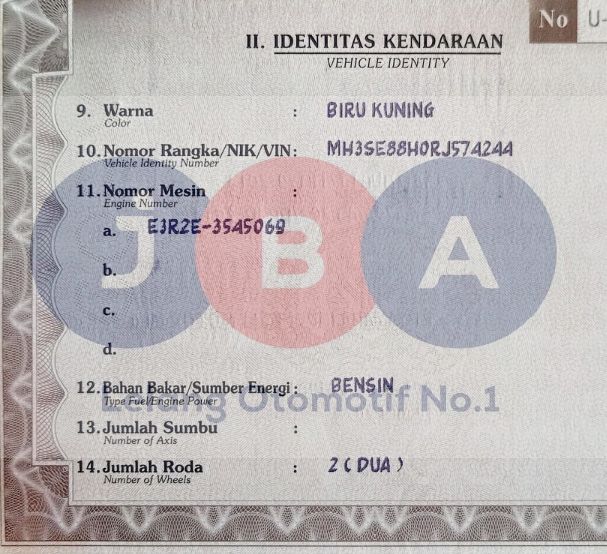 No U-
II. IDENTITAS KENDARAAN
VEHICLE IDENTITY
9. Warna : BIRU KUNING
Color
10. Nomor Rangka/NIK/VIN: MH3SE88H0RJ574244
Vehicle Identity Number
11. Nomor Mesin :
Engine Number
a. E3R2E-3545069
b.
c.
d.
JBA
12. Bahan Bakar/Sumber Energi : BENSIN
Type Fuel/Engine Power
Lelang Otomotif No.1
13. Jumlah Sumbu :
Number of Axis
14. Jumlah Roda : 2 ( DUA )
Number of Wheels